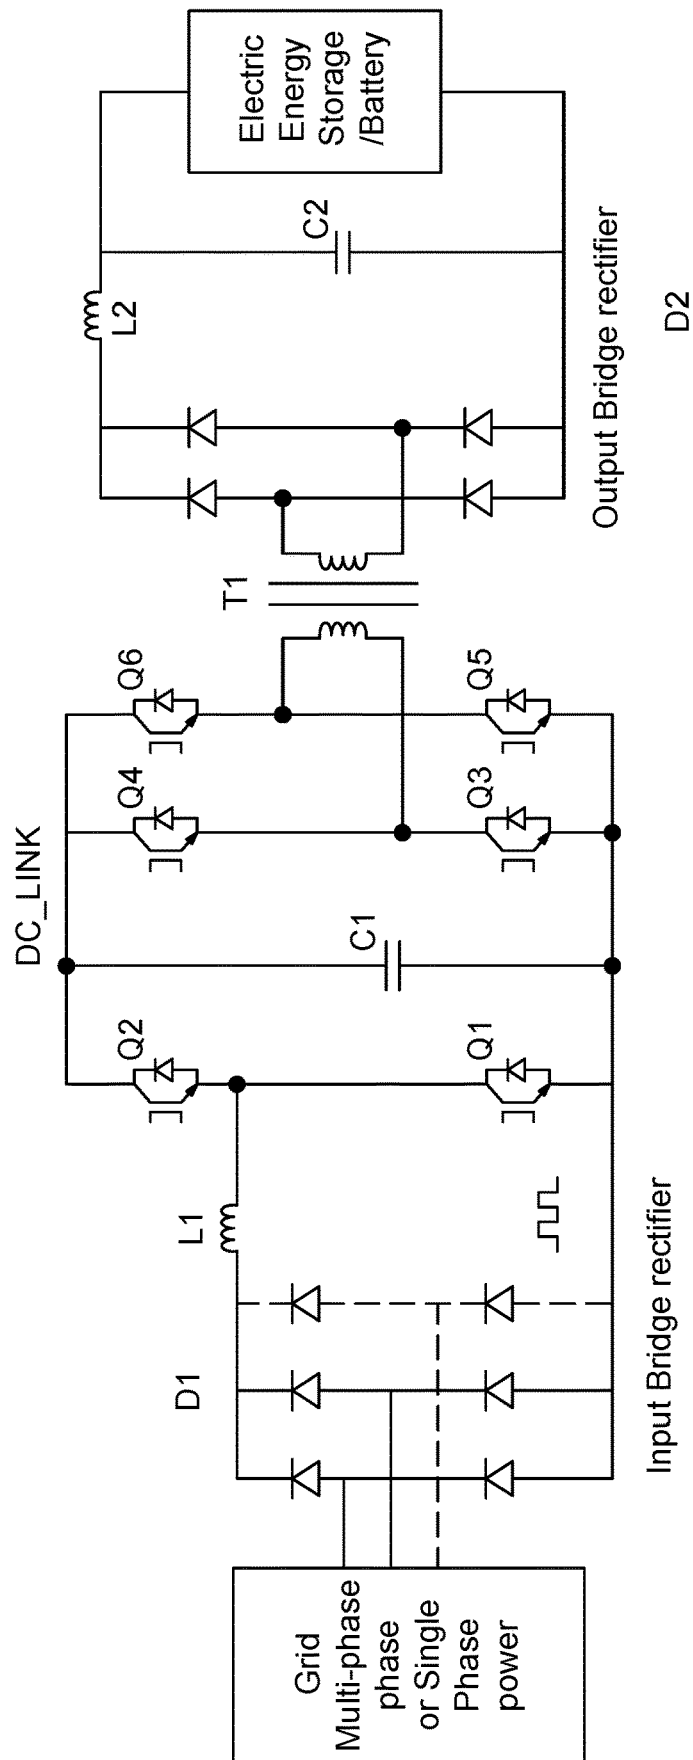 Grid
Multi-phase
phase
or Single
Phase
power
D1
Input Bridge rectifier
L1
Q2
Q1
DC_LINK
C1
Q4
Q3
Q6
Q5
T1
Output Bridge rectifier
D2
L2
C2
Electric
Energy
Storage
/Battery